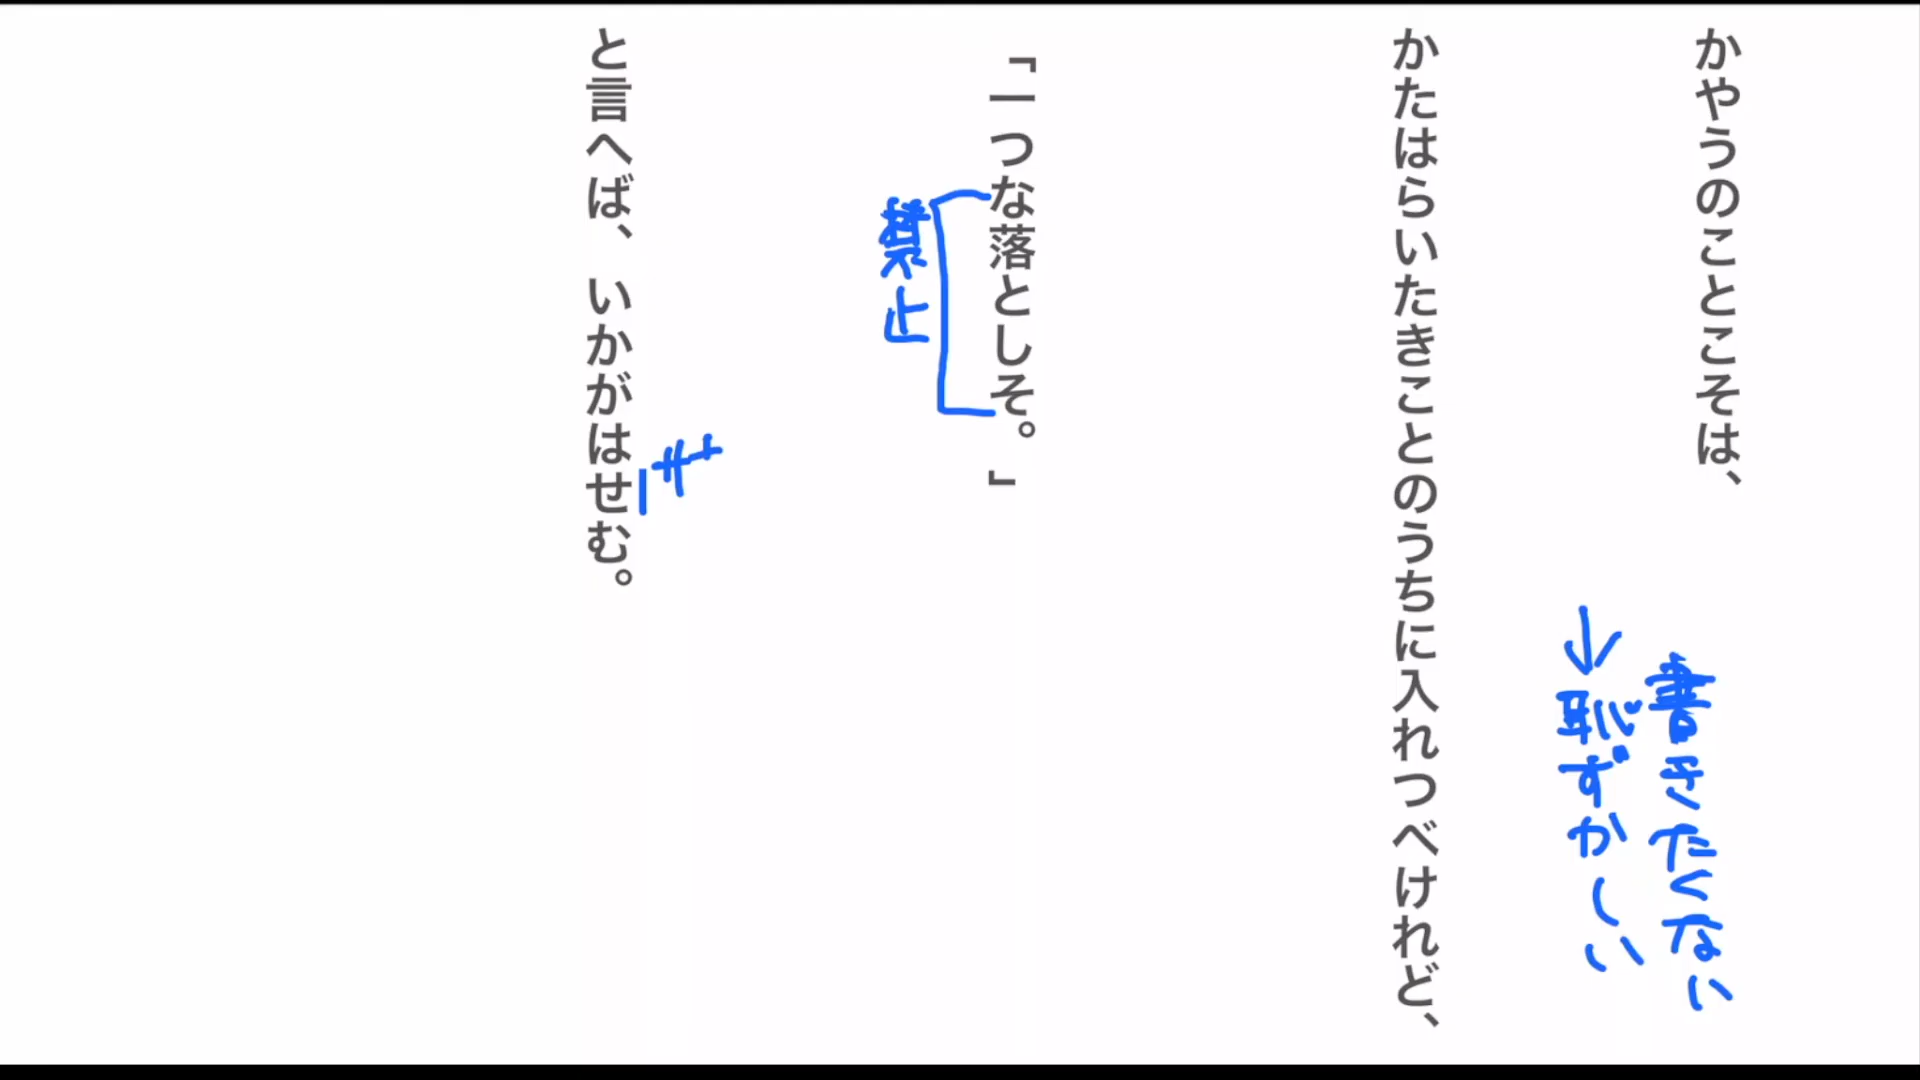 かやうのことこそは、
書きたくない
↓恥ずかしい
かたはらいたきことのうちに入れつべけれど、
「一つな落としそ。」
禁止
サ
と言へば、いかがはせむ。